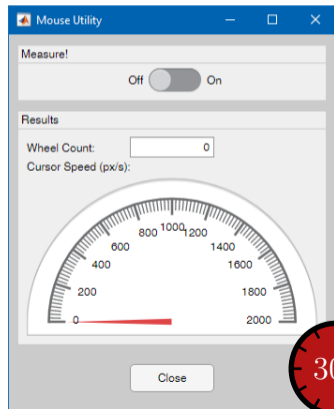 Mouse Utility
Measure!
Off On
Results
Wheel Count: 0
Cursor Speed (px/s):
0 200 400 600 800 1000 1200 1400 1600 1800 2000
Close